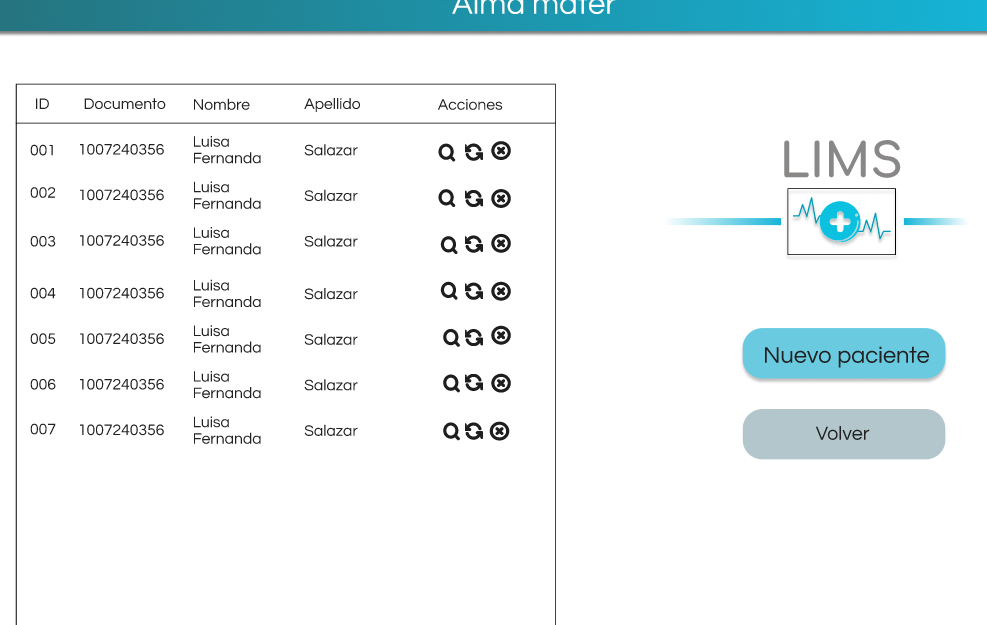 Alma mater
ID Documento Nombre Apellido Acciones
001 1007240356 Luisa Fernanda Salazar
002 1007240356 Luisa Fernanda Salazar
003 1007240356 Luisa Fernanda Salazar
004 1007240356 Luisa Fernanda Salazar
005 1007240356 Luisa Fernanda Salazar
006 1007240356 Luisa Fernanda Salazar
007 1007240356 Luisa Fernanda Salazar
LIMS
Nuevo paciente
Volver